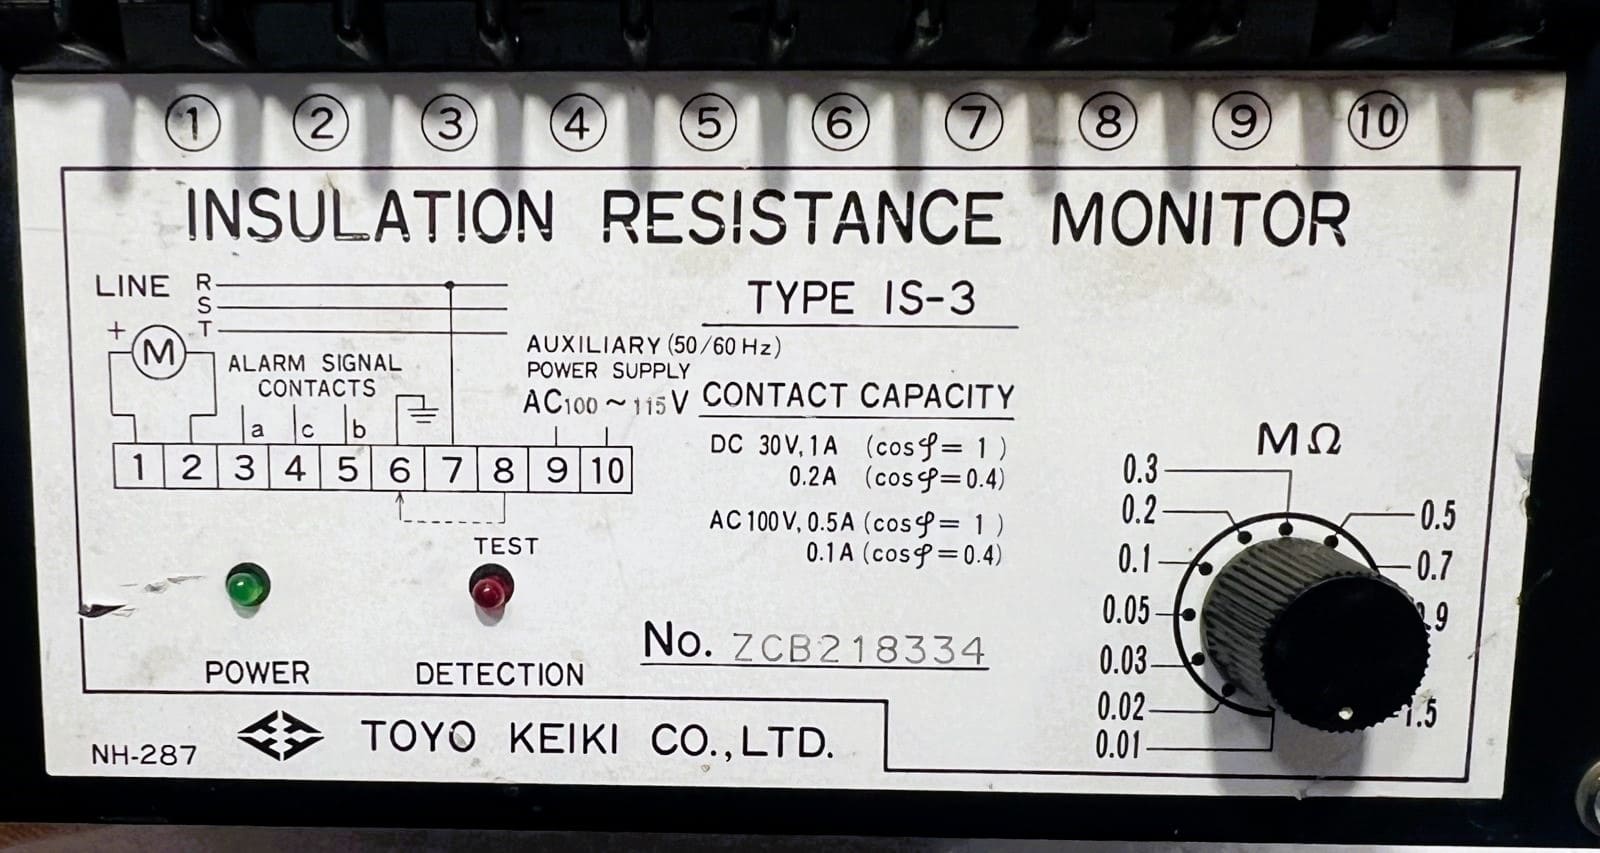 ① ② ③ ④ ⑤ ⑥ ⑦ ⑧ ⑨ ⑩
INSULATION RESISTANCE MONITOR
TYPE IS-3
LINE R
S
T
+
M
ALARM SIGNAL
CONTACTS
a c b
1 2 3 4 5 6 7 8 9 10
TEST
AUXILIARY (50/60 Hz)
POWER SUPPLY
AC100~115V
CONTACT CAPACITY
DC 30V, 1A (cosφ= 1 )
0.2A (cosφ=0.4)
AC100V, 0.5A (cosφ= 1 )
0.1A (cosφ=0.4)
MΩ
0.3
0.2
0.1
0.05
0.03
0.02
0.01
0.5
0.7
1.5
POWER
DETECTION
No. ZCB218334
NH-287
TOYO KEIKI CO.,LTD.